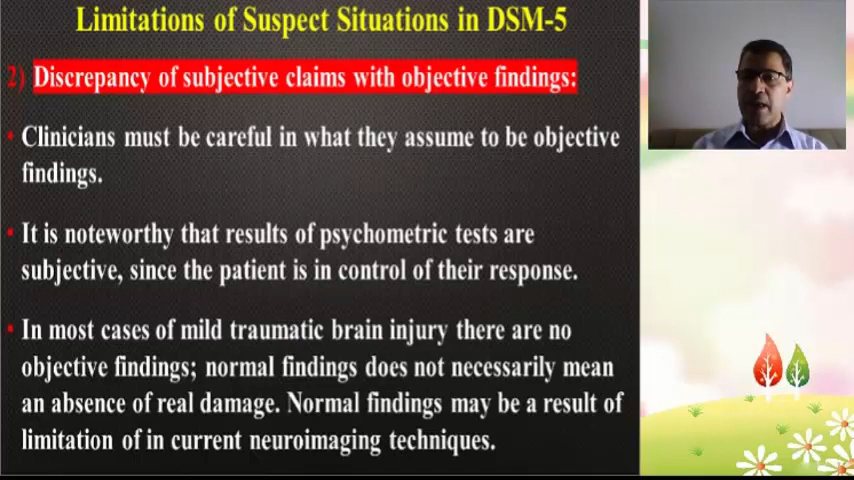 Limitations of Suspect Situations in DSM-5
2) Discrepancy of subjective claims with objective findings:
• Clinicians must be careful in what they assume to be objective
findings.
• It is noteworthy that results of psychometric tests are
subjective, since the patient is in control of their response.
• In most cases of mild traumatic brain injury there are no
objective findings; normal findings does not necessarily mean
an absence of real damage. Normal findings may be a result of
limitation of in current neuroimaging techniques.